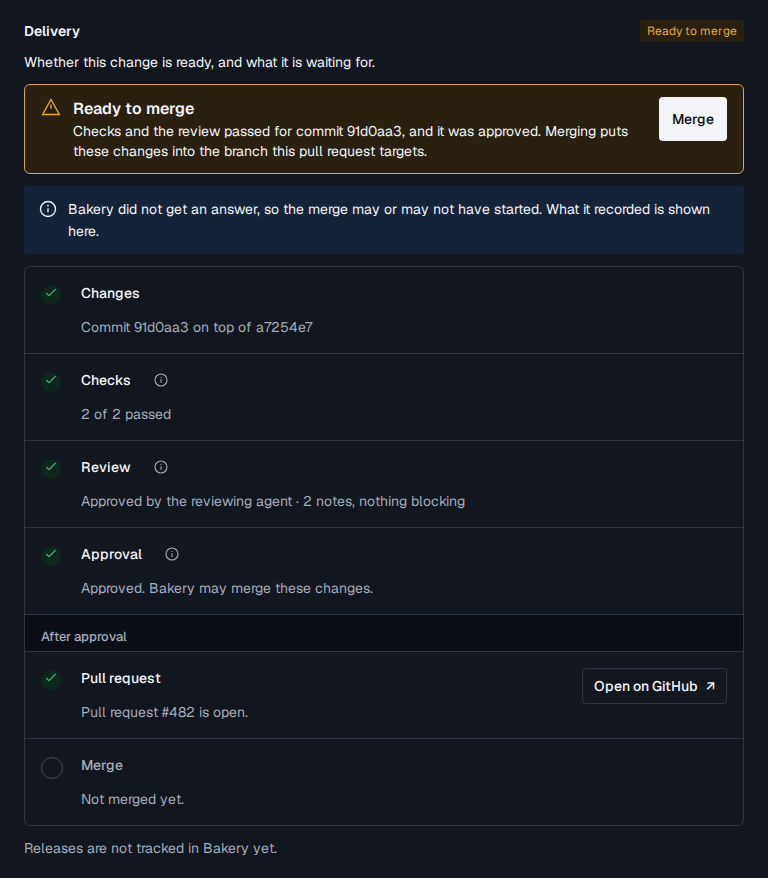 Delivery
Ready to merge
Whether this change is ready, and what it is waiting for.
Ready to merge
Checks and the review passed for commit 91d0aa3, and it was approved. Merging puts
these changes into the branch this pull request targets.
Merge
Bakery did not get an answer, so the merge may or may not have started. What it recorded is shown
here.
Changes
Commit 91d0aa3 on top of a7254e7
Checks
2 of 2 passed
Review
Approved by the reviewing agent · 2 notes, nothing blocking
Approval
Approved. Bakery may merge these changes.
After approval
Pull request
Open on GitHub
Pull request #482 is open.
Merge
Not merged yet.
Releases are not tracked in Bakery yet.